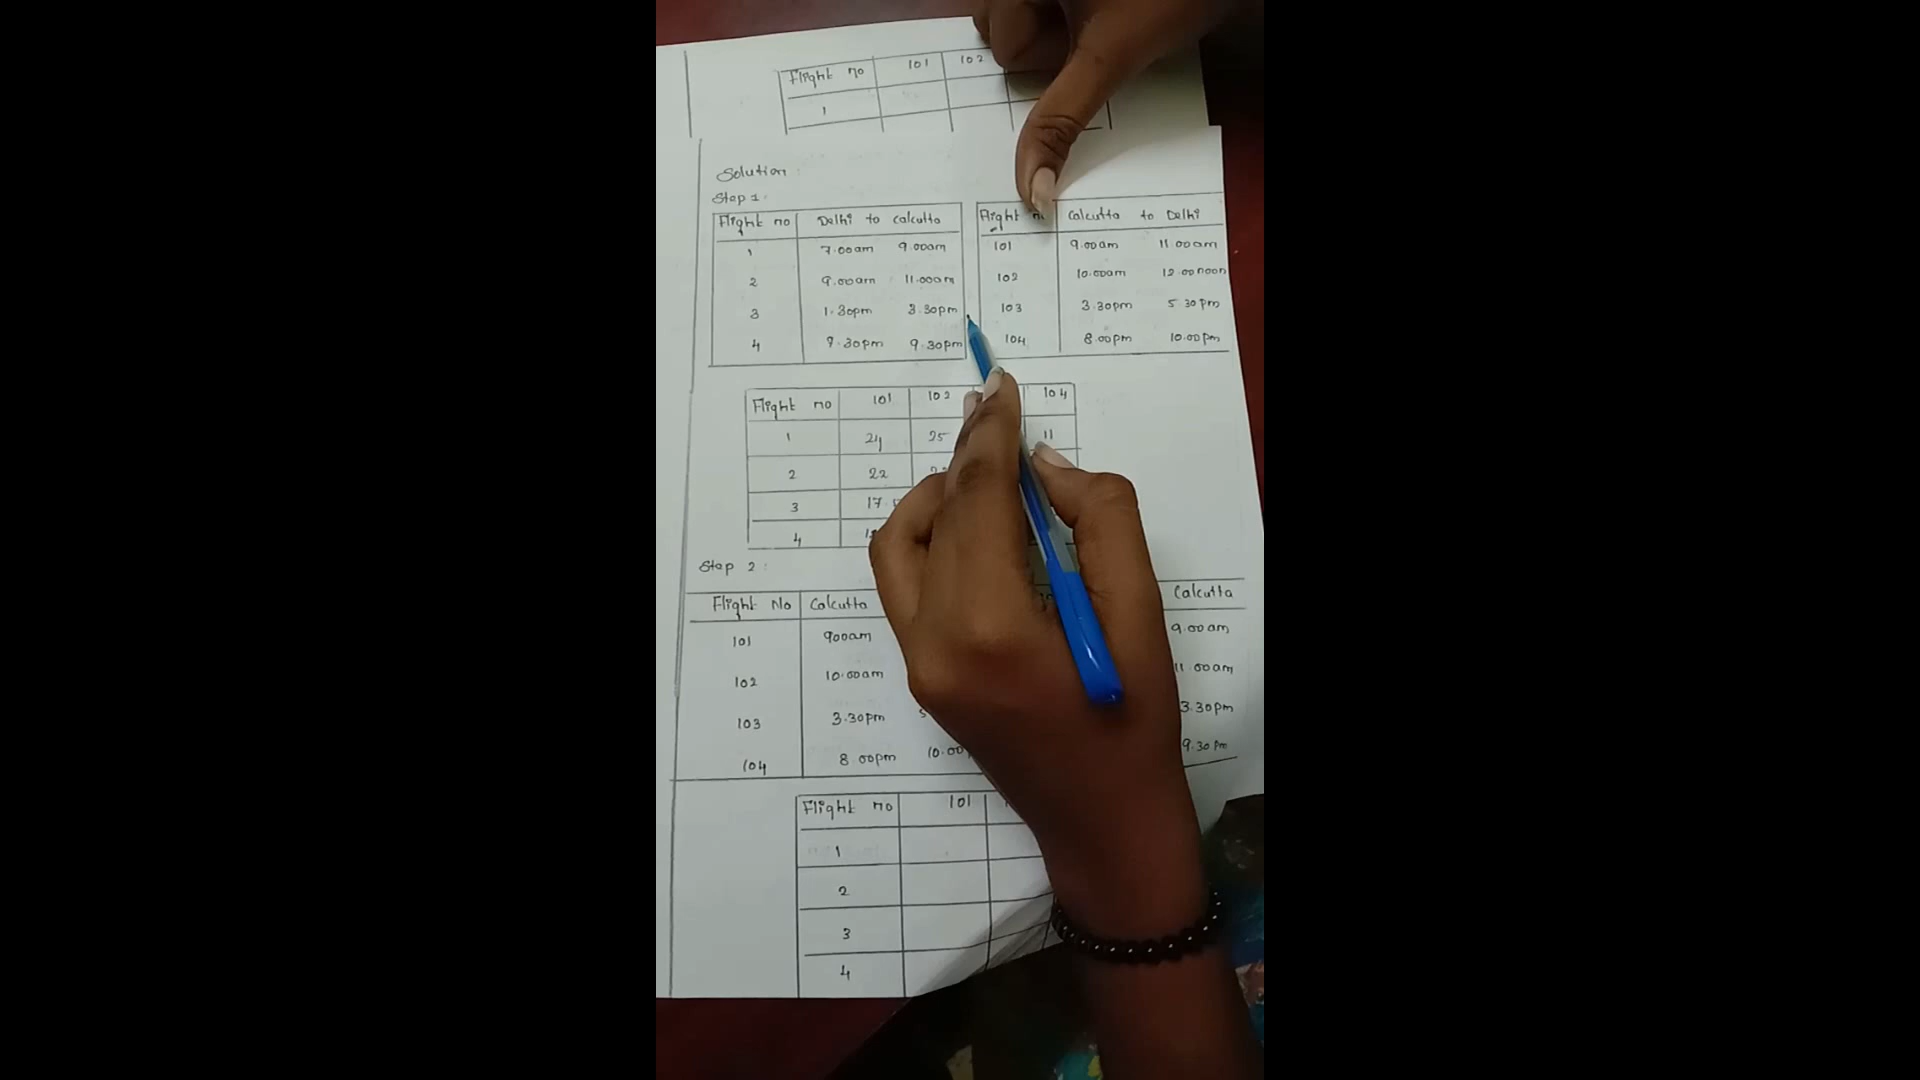 Flight no 101 102
1
Solution :
Step 1 :
Flight no Delhi to Calcutta
1 7.00am 9.00am
2 9.00am 11.00am
3 1.30pm 3.30pm
4 7.30pm 9.30pm
Flight Calcutta to Delhi
101 9.00am 11.00am
102 10.00am 12.00noon
103 3.30pm 5.30pm
104 8.00pm 10.00pm
Flight no 101 102 104
1 24 25 11
2 22
3 17
4
Step 2 :
Flight No Calcutta
101 900am
102 10.00am
103 3.30pm
104 8.00pm 10.00
Calcutta
9.00am
11.00am
3.30pm
9.30pm
Flight no 101
1
2
3
4